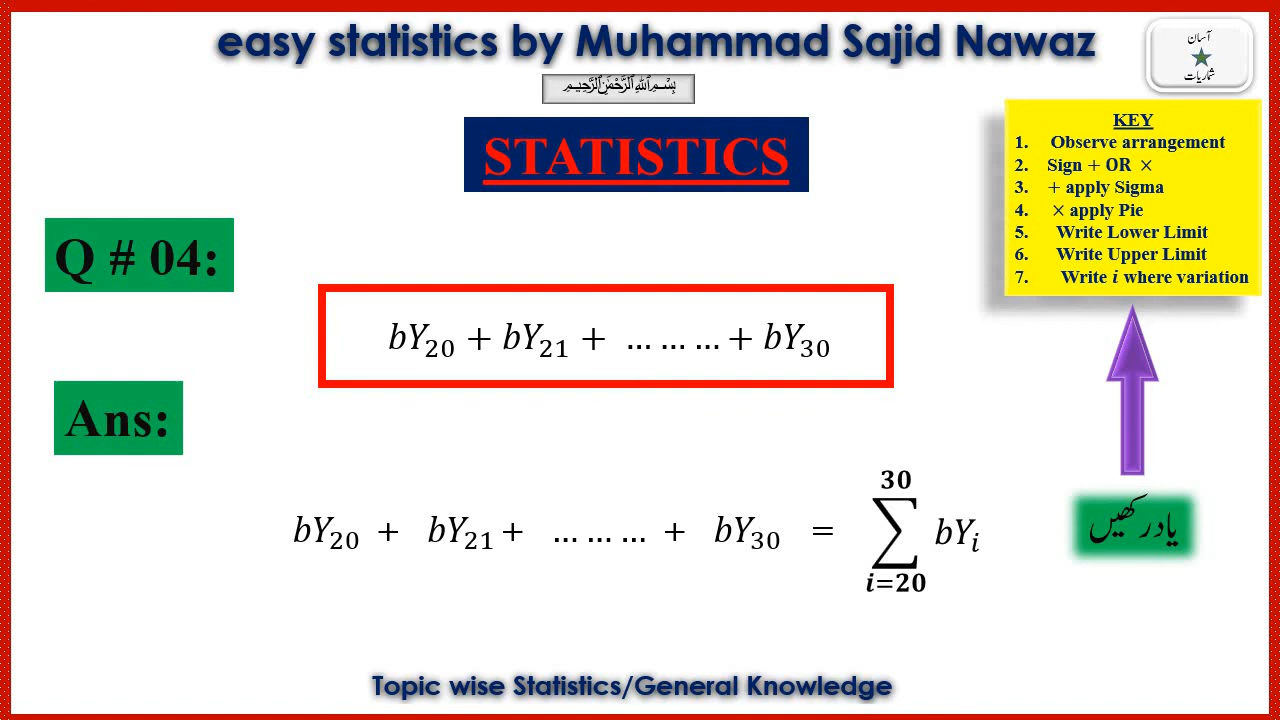 easy statistics by Muhammad Sajid Nawaz
آسان
شماریات
بِسْمِ اللهِ الرَّحْمٰنِ الرَّحِيْمِ
STATISTICS
KEY
1. Observe arrangement
2. Sign + OR ×
3. + apply Sigma
4. × apply Pie
5. Write Lower Limit
6. Write Upper Limit
7. Write i where variation
Q # 04:
bY₂₀ + bY₂₁ + … … … + bY₃₀
Ans:
bY₂₀ + bY₂₁ + … … … + bY₃₀ = ∑_{i=20}^{30} bYᵢ
یاد رکھیں
Topic wise Statistics/General Knowledge